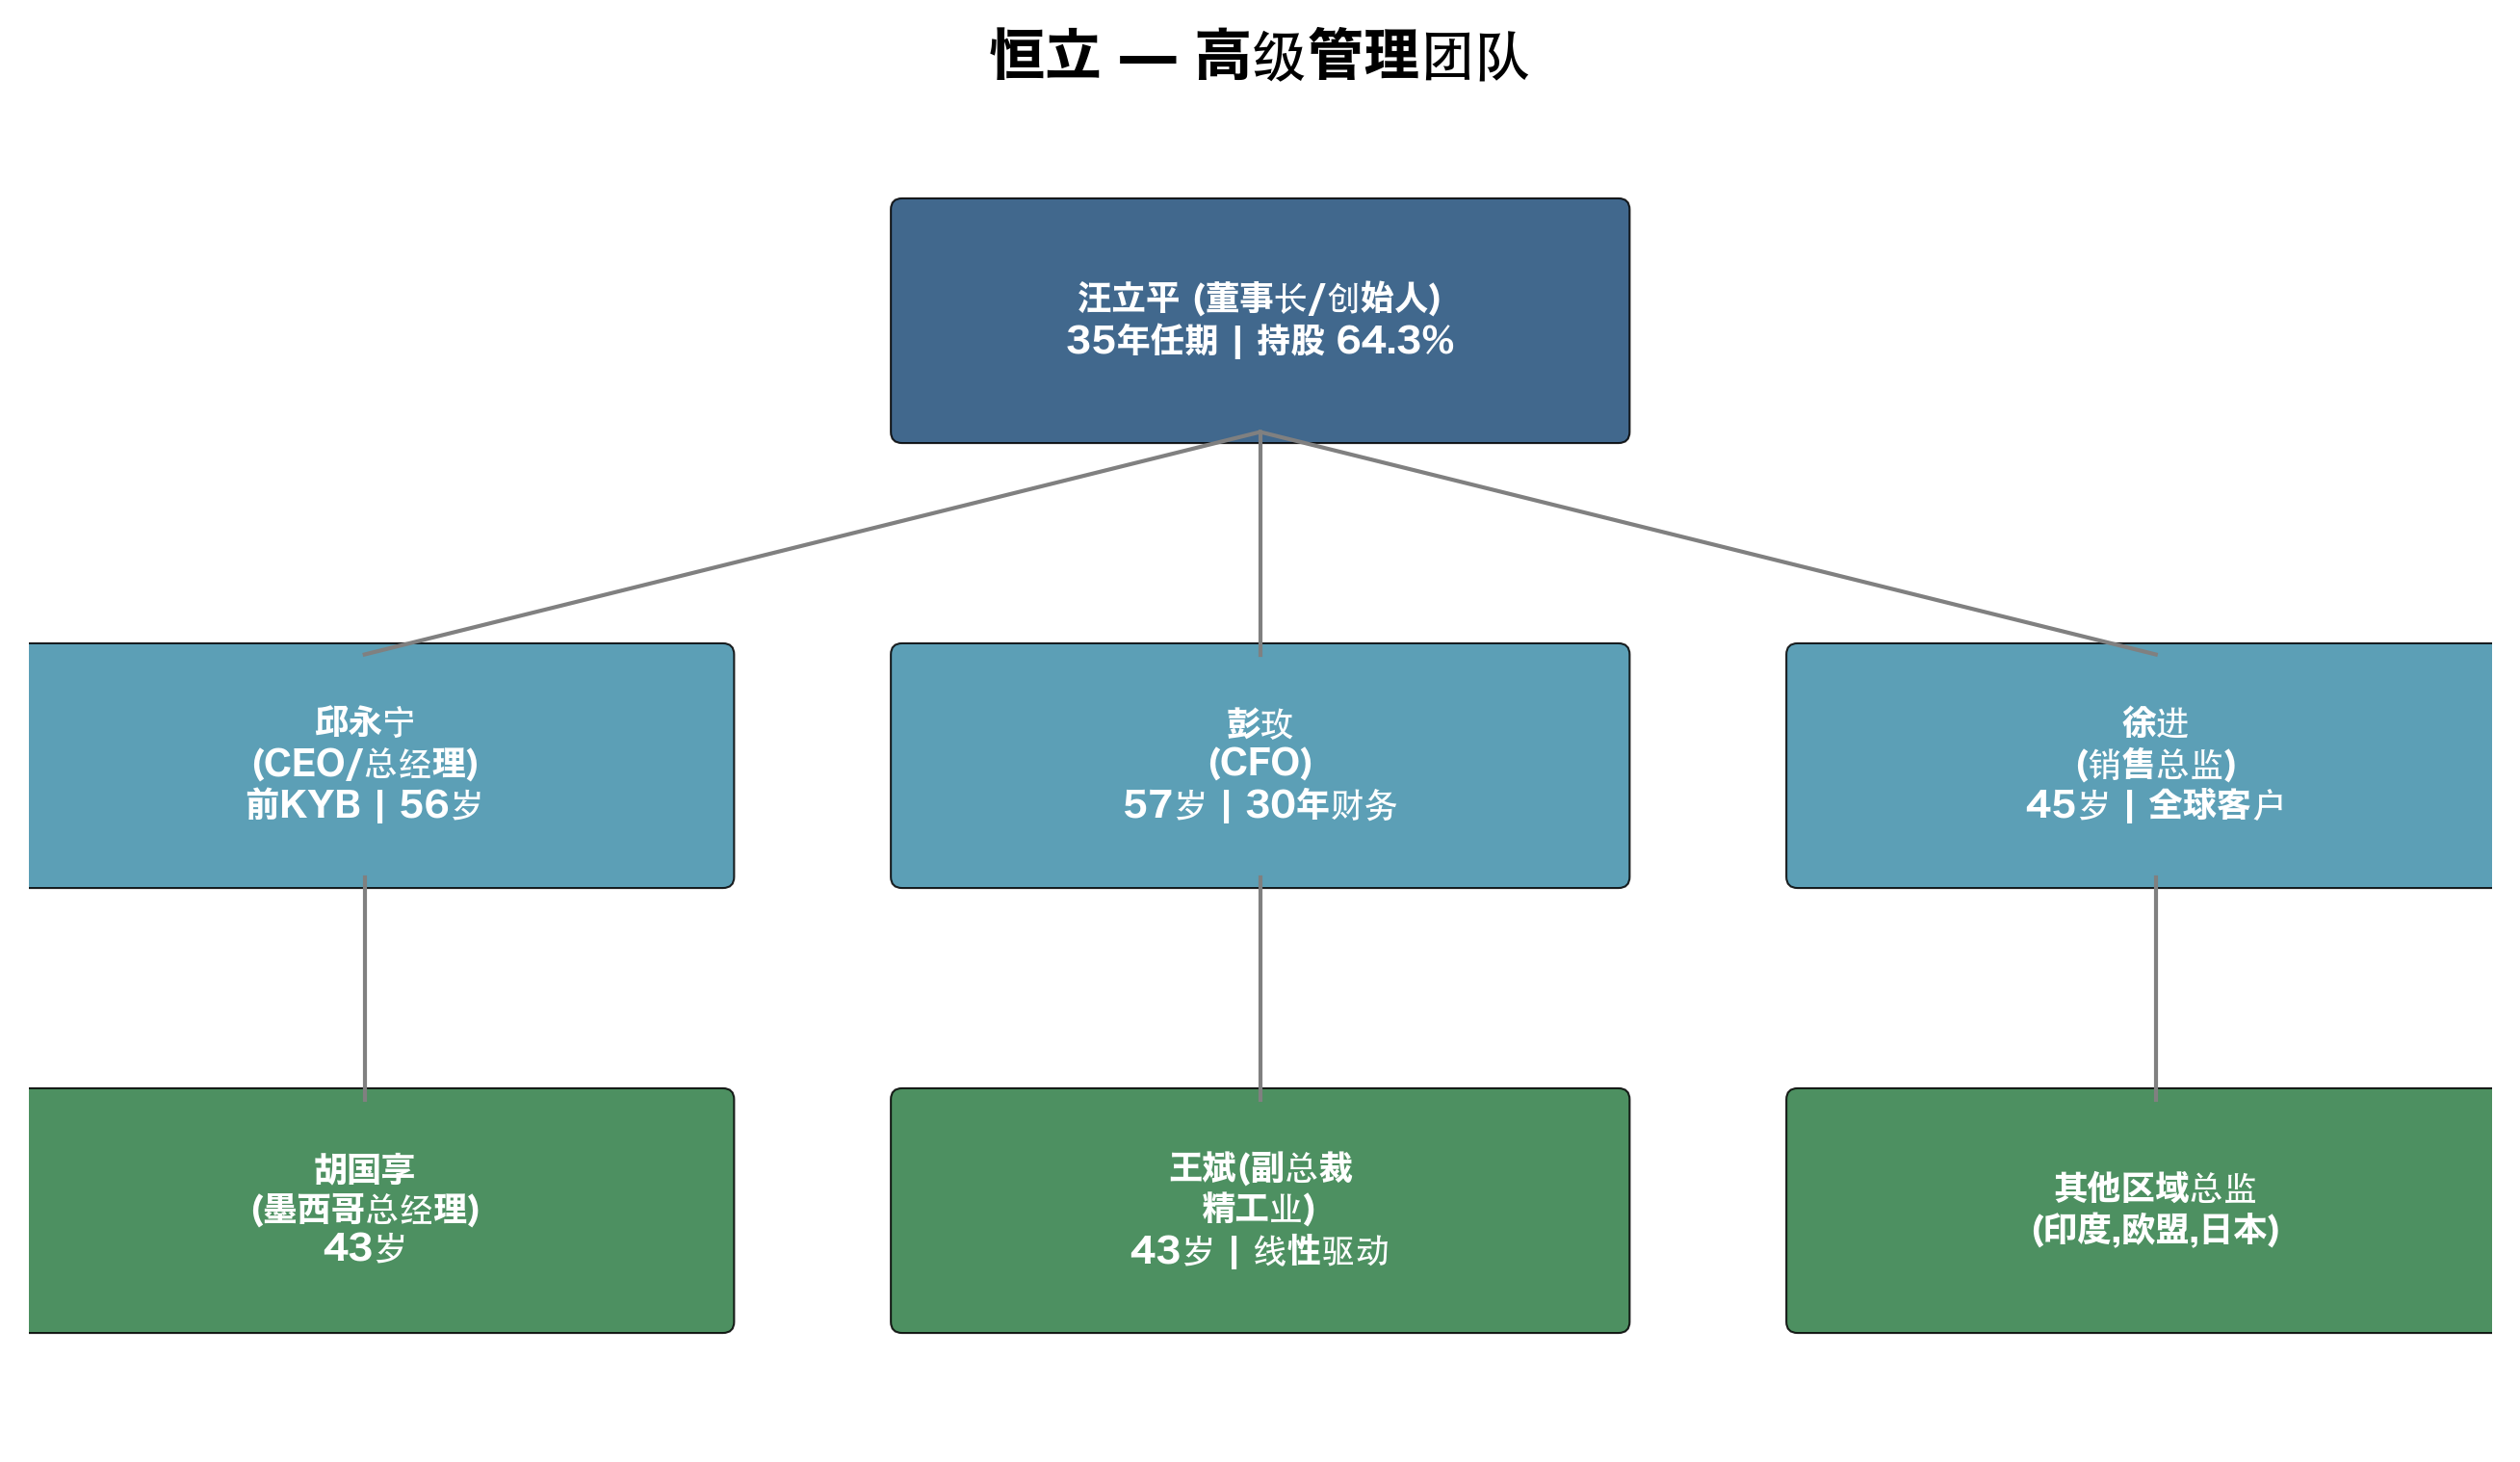 恒立 — 高级管理团队
汪立平 (董事长/创始人)
35年任期 | 持股 64.3%
邱永宁
(CEO/总经理)
前KYB | 56岁
彭玫
(CFO)
57岁 | 30年财务
徐进
(销售总监)
45岁 | 全球客户
胡国享
(墨西哥总经理)
43岁
王斌(副总裁
精工业)
43岁 | 线性驱动
其他区域总监
(印度,欧盟,日本)